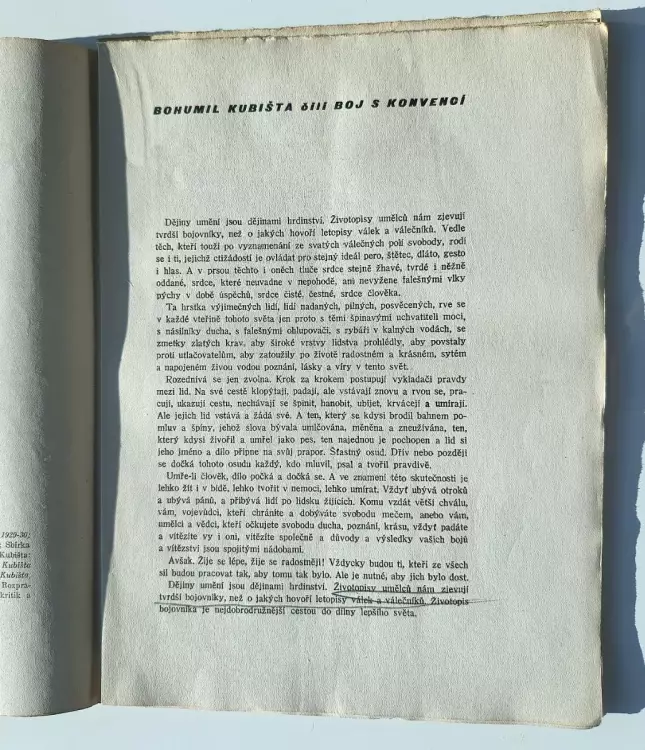 BOHUMIL KUBIŠTA čili BOJ S KONVENCÍ
Dějiny umění jsou dějinami hrdinství. Životopisy umělců nám zjevují
tvrdší bojovníky, než o jakých hovoří letopisy válek a válečníků. Vedle
těch, kteří touží po vyznamenání ze svatých válečných polí svobody, rodí
se i ti, jejichž ctižádostí je ovládat pro stejný ideál pero, štětec, dláto, gesto
i hlas. A v prsou těchto i oněch tluče srdce stejně žhavé, tvrdé i něžně
oddané, srdce, které neuvadne v nepohodě, ani nevyžene falešnými vlky
pýchy v době úspěchů, srdce čisté, čestné, srdce člověka.
Ta hrstka výjimečných lidí, lidí nadaných, pilných, posvěcených, rve se
v každé vteřině tohoto světa jen proto s těmi špinavými uchvatiteli moci,
s násilníky ducha, s falešnými ohlupovači, s rybáři v kalných vodách, se
zmetky zlatých krav, aby široké vrstvy lidstva prohlédly, aby povstaly
proti utlačovatelům, aby zatoužily po životě radostném a krásném, sytém
a napojeném živou vodou poznání, lásky a víry v tento svět.
Rozednívá se jen zvolna. Krok za krokem postupují vykladači pravdy
mezi lid. Na své cestě klopýtají, padají, ale vstávají znovu a rvou se, pra-
cují, ukazují cestu, nechávají se špinit, hanobit, ubíjet, krvácejí a umírají.
Ale jejich lid vstává a žádá své. A ten, který se kdysi brodil bahnem po-
mluv a špíny, jehož slova bývala umlčována, měněna a zneužívána, ten,
který kdysi živořil a umřel jako pes, ten najednou je pochopen a lid si
jeho jméno a dílo připne na svůj prapor. Šťastný osud. Dřív nebo později
se dočká tohoto osudu každý, kdo mluvil, psal a tvořil pravdivě.
Umře-li člověk, dílo počká a dočká se. A ve znamení této skutečnosti je
lehko žít i v bídě, lehko tvořit v nemoci, lehko umírat. Vždyť ubývá otroků
a ubývá pánů, a přibývá lidí po lidsku žijících. Komu vzdát větší chválu,
vám, vojevůdci, kteří chráníte a dobýváte svobodu mečem, anebo vám,
umělci a vědci, kteří očkujete svobodu ducha, poznání, krásu, vždyť padáte
a vítězíte vy i oni, vítězíte společně a důvody a výsledky vašich bojů
a vítězství jsou spojitými nádobami.
Avšak. Žije se lépe, žije se radostněji! Vždycky budou ti, kteří ze všech
sil budou pracovat tak, aby tomu tak bylo. Ale je nutné, aby jich bylo dost.
Dějiny umění jsou dějinami hrdinství. Životopisy umělců nám zjevují
tvrdší bojovníky, než o jakých hovoří letopisy válek a válečníků. Životopis
bojovníka je nejdobrodružnější cestou do dílny lepšího světa.
1929-30;
Sbírka
Kubišta:
Kubišta
Kubišta,
Rozpra-
kritik a